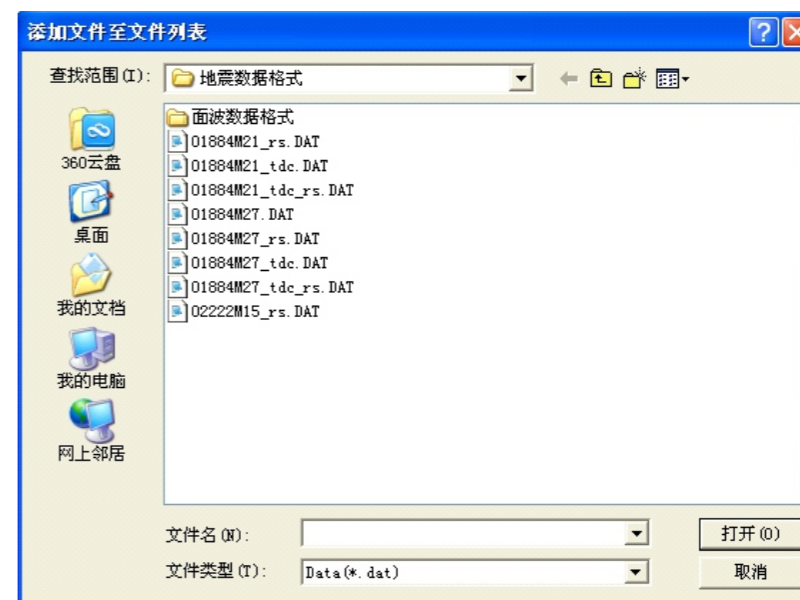 添加文件至文件列表
查找范围(I):
地震数据格式
面波数据格式
01884M21_rs.DAT
01884M21_tdc.DAT
01884M21_tdc_rs.DAT
01884M27.DAT
01884M27_rs.DAT
01884M27_tdc.DAT
01884M27_tdc_rs.DAT
02222M15_rs.DAT
360云盘
桌面
我的文档
我的电脑
网上邻居
文件名(N):
打开(O)
文件类型(T):
Data(*.dat)
取消